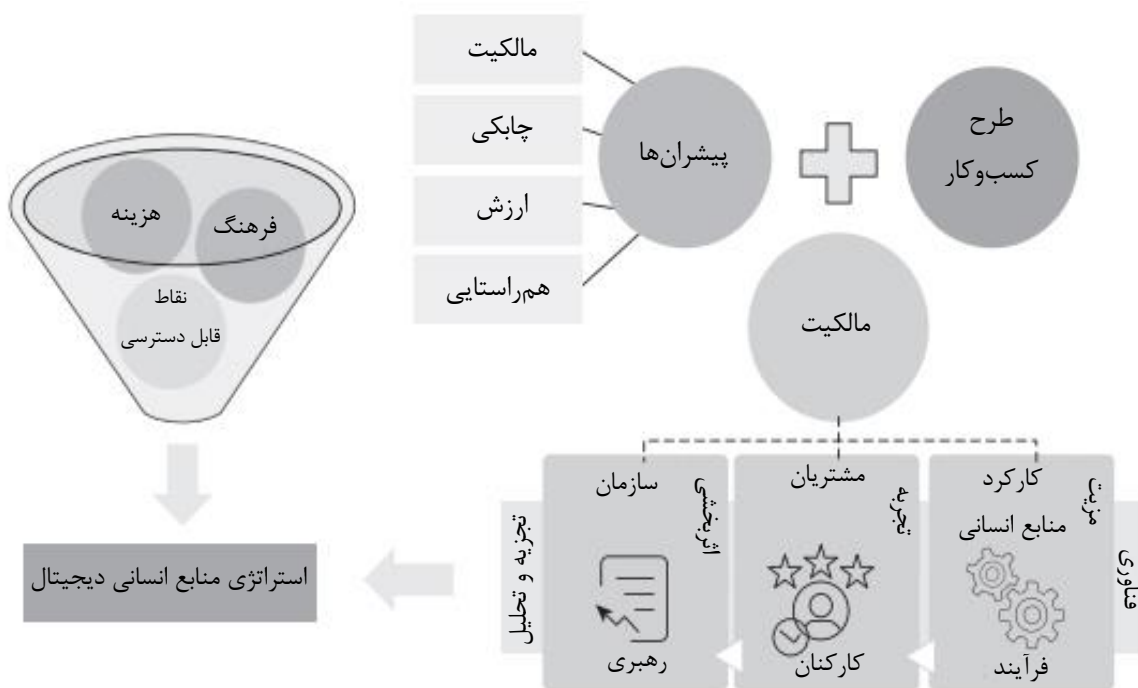 طرح
کسب‌وکار
پیشران‌ها
مالکیت
چابکی
ارزش
هم‌راستایی
مالکیت
فناوری
مزیت
کارکرد
منابع انسانی
فرآیند
تجربه
مشتریان
کارکنان
اثربخشی
سازمان
رهبری
تجزیه و تحلیل
هزینه
فرهنگ
نقاط
قابل دسترسی
استراتژی منابع انسانی دیجیتال